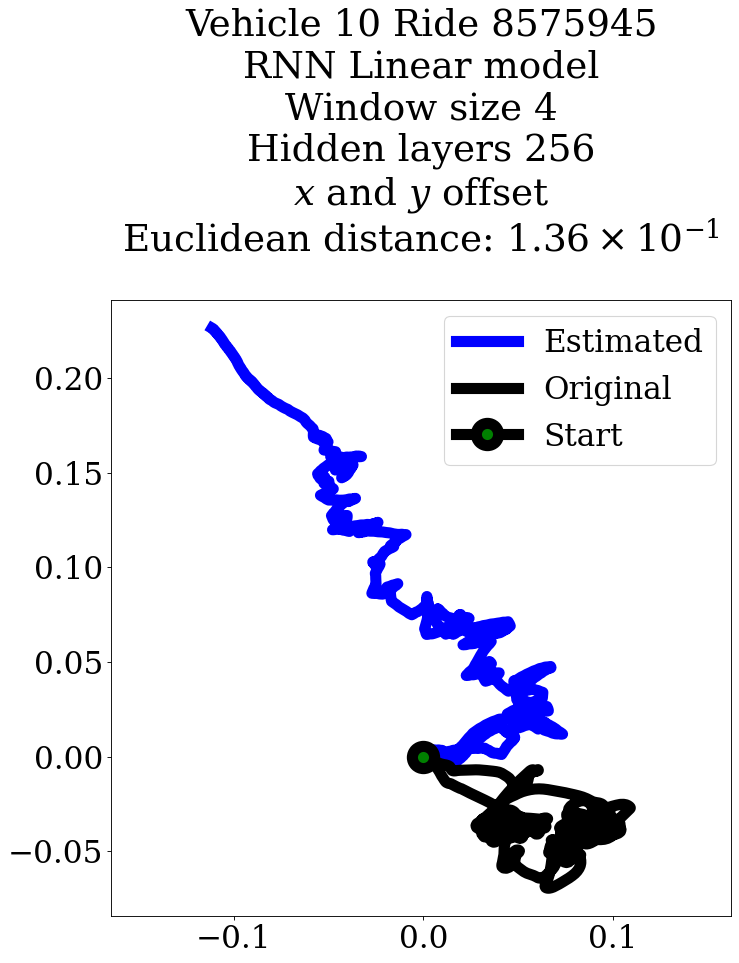 Vehicle 10 Ride 8575945
RNN Linear model
Window size 4
Hidden layers 256
x and y offset
Euclidean distance: 1.36 × 10⁻¹
Estimated
Original
Start
0.20
0.15
0.10
0.05
0.00
−0.05
−0.1
0.0
0.1